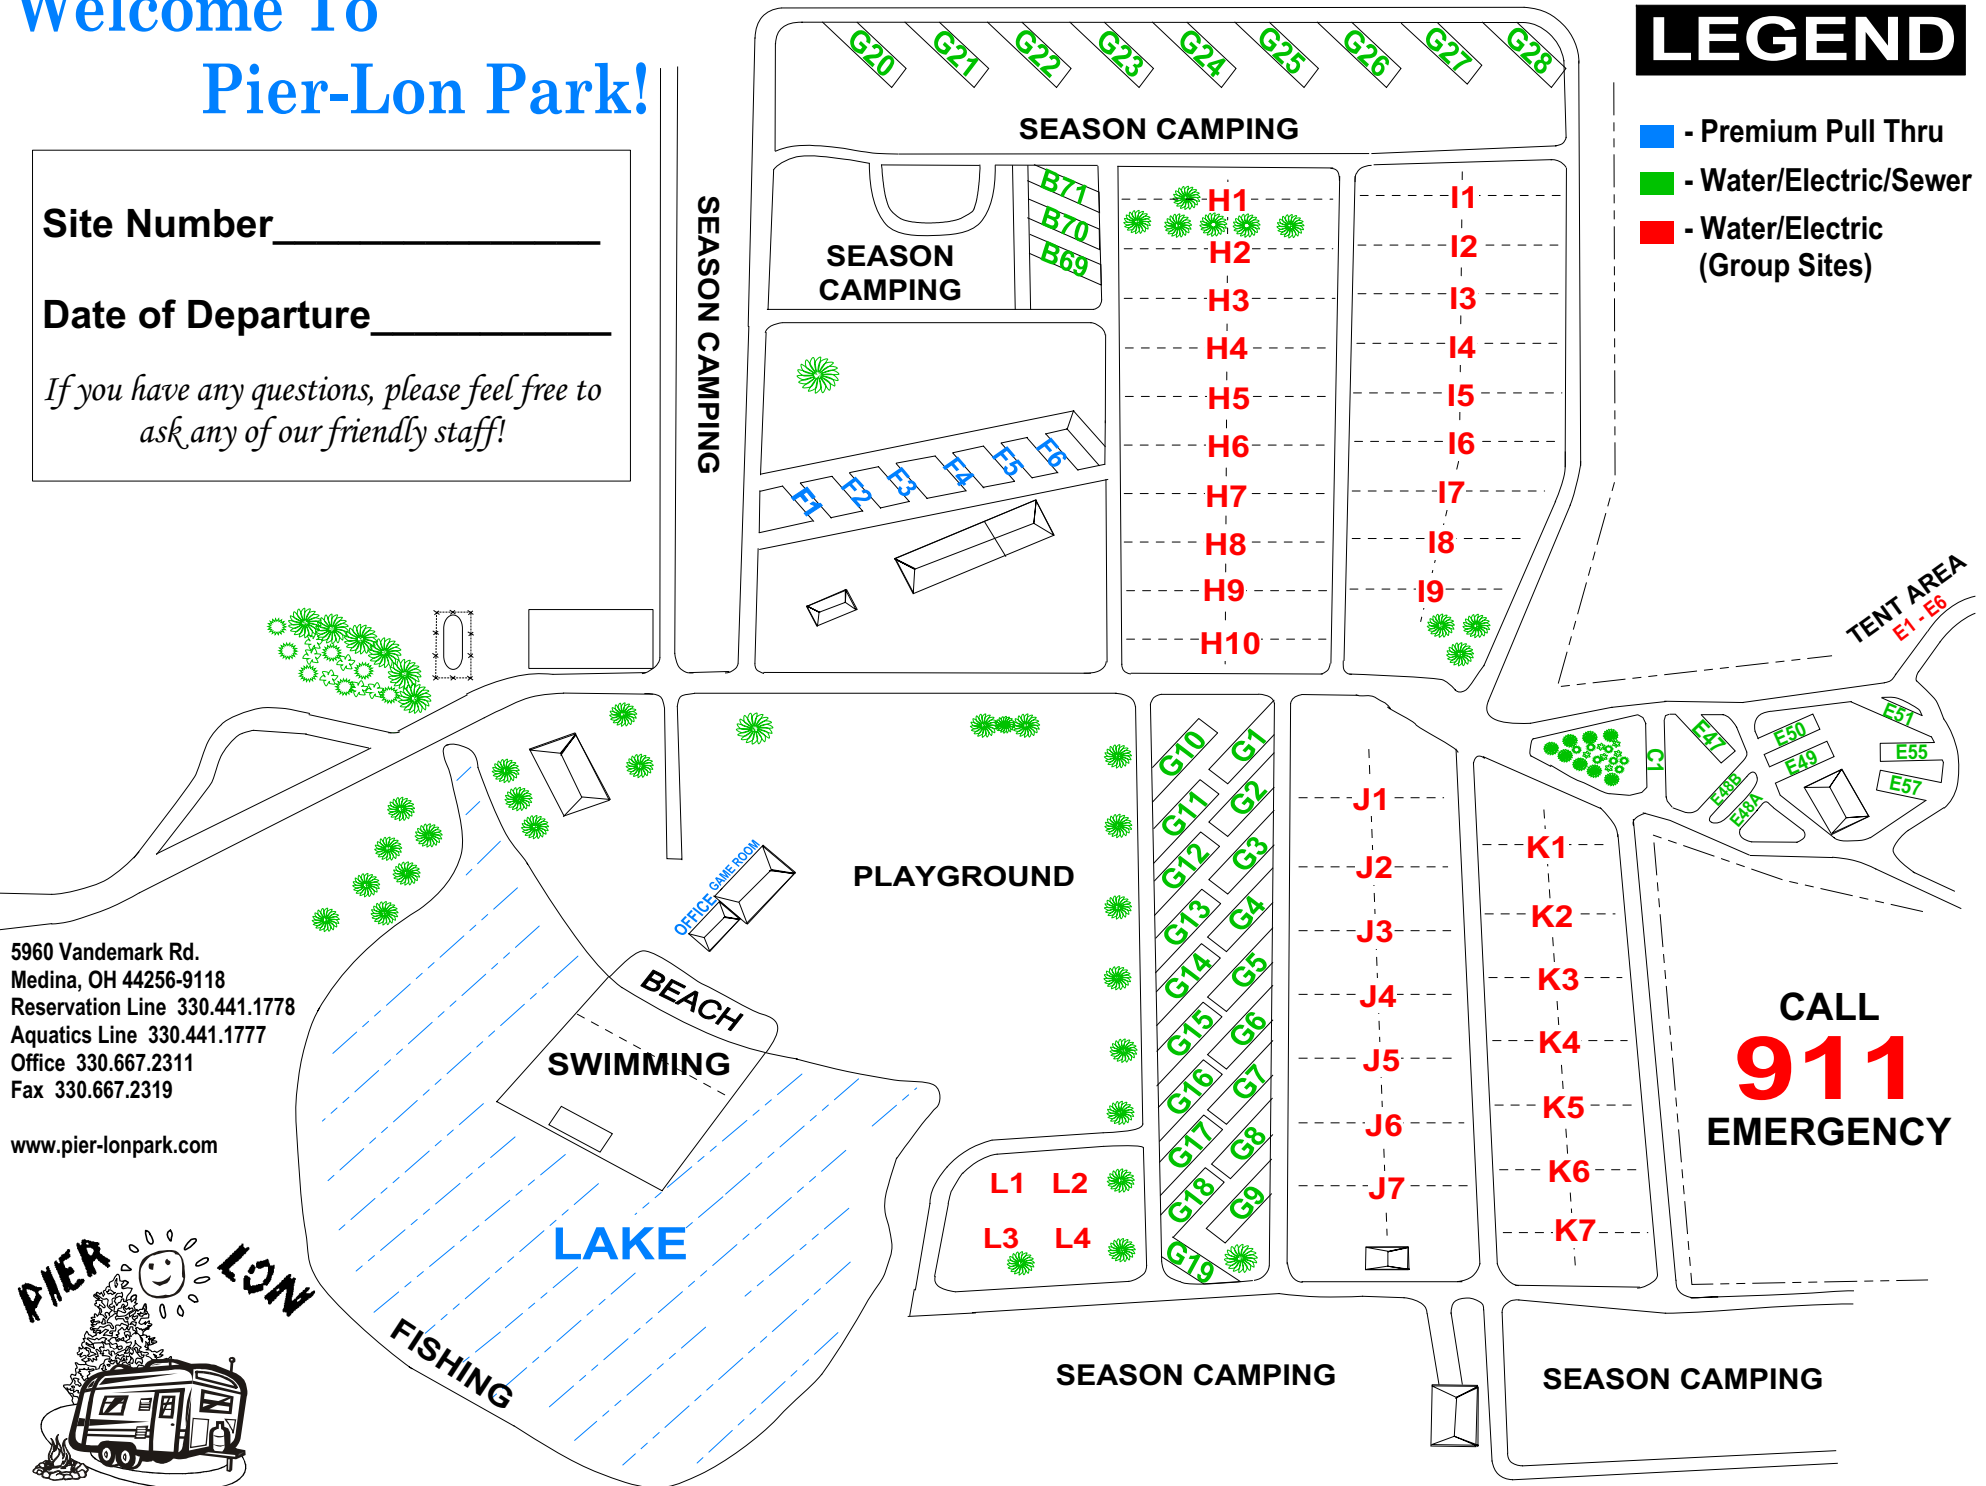 Welcome To
Pier-Lon Park!
Site Number_______________
Date of Departure___________
If you have any questions, please feel free to
ask any of our friendly staff!
LEGEND
- Premium Pull Thru
- Water/Electric/Sewer
- Water/Electric
(Group Sites)
G20 G21 G22 G23 G24 G25 G26 G27 G28
SEASON CAMPING
SEASON CAMPING
SEASON
CAMPING
B71
B70
B69
H1
H2
H3
H4
H5
H6
H7
H8
H9
H10
I1
I2
I3
I4
I5
I6
I7
I8
I9
F1 F2 F3 F4 F5 F6
TENT AREA
E1 - E6
C1
E47
E48B
E48A
E50
E49
E51
E55
E57
G10
G11
G12
G13
G14
G15
G16
G17
G18
G19
G1
G2
G3
G4
G5
G6
G7
G8
G9
J1
J2
J3
J4
J5
J6
J7
K1
K2
K3
K4
K5
K6
K7
PLAYGROUND
OFFICE
GAME ROOM
BEACH
SWIMMING
LAKE
FISHING
L1 L2
L3 L4
5960 Vandemark Rd.
Medina, OH 44256-9118
Reservation Line 330.441.1778
Aquatics Line 330.441.1777
Office 330.667.2311
Fax 330.667.2319
www.pier-lonpark.com
CALL
911
EMERGENCY
SEASON CAMPING
SEASON CAMPING
PIER LON